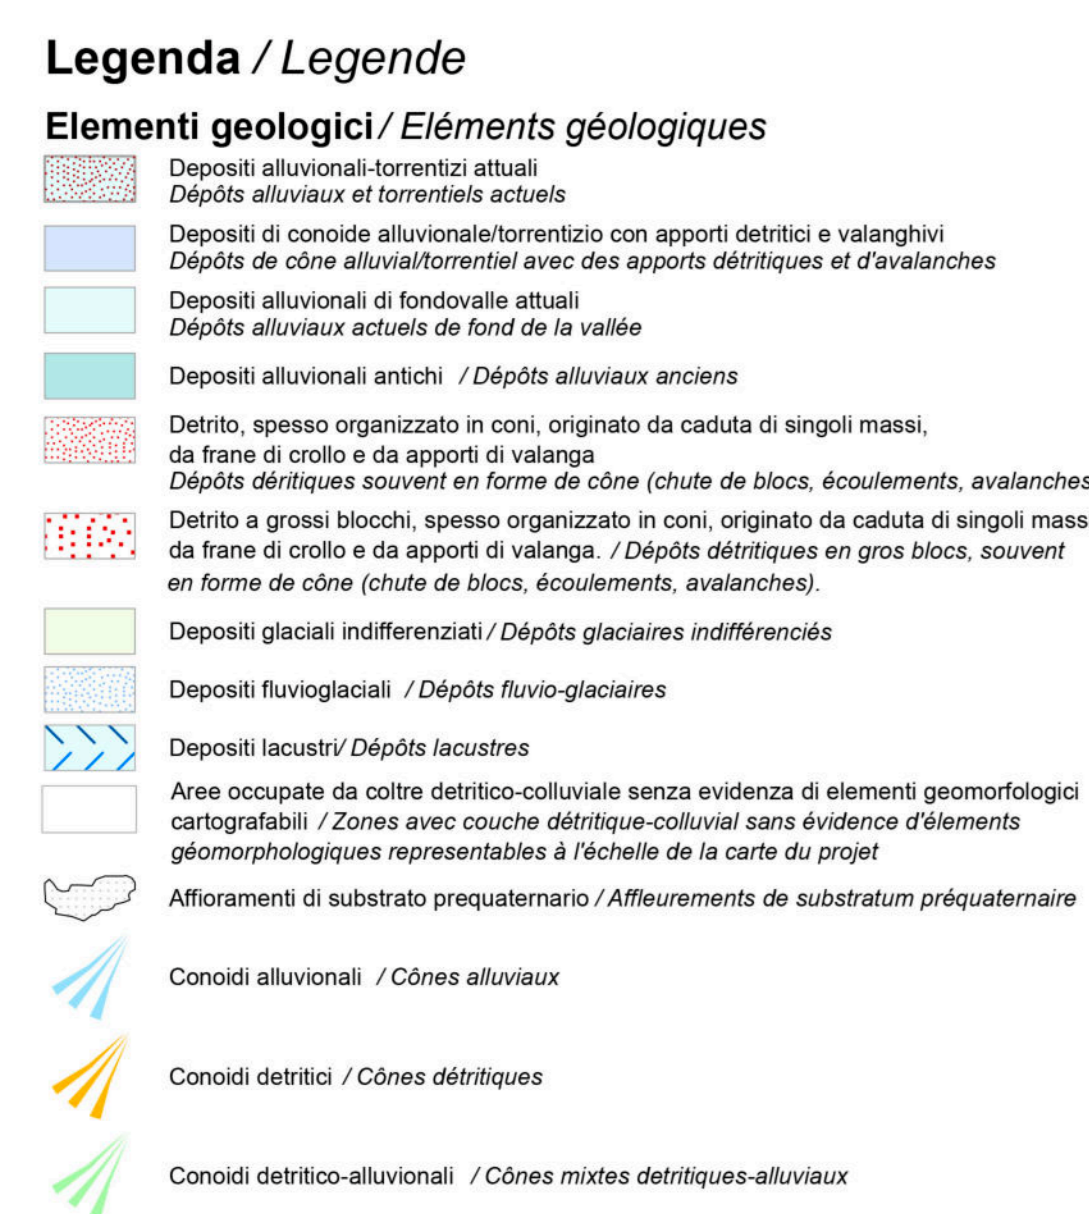 Legenda / Legende
Elementi geologici / Eléments géologiques
Depositi alluvionali-torrentizi attuali
Dépôts alluviaux et torrentiels actuels
Depositi di conoide alluvionale/torrentizio con apporti detritici e valanghivi
Dépôts de cône alluvial/torrentiel avec des apports détritiques et d'avalanches
Depositi alluvionali di fondovalle attuali
Dépôts alluviaux actuels de fond de la vallée
Depositi alluvionali antichi / Dépôts alluviaux anciens
Detrito, spesso organizzato in coni, originato da caduta di singoli massi,
da frane di crollo e da apporti di valanga
Dépôts déritiques souvent en forme de cône (chute de blocs, écoulements, avalanches
Detrito a grossi blocchi, spesso organizzato in coni, originato da caduta di singoli mass
da frane di crollo e da apporti di valanga. / Dépôts détritiques en gros blocs, souvent
en forme de cône (chute de blocs, écoulements, avalanches).
Depositi glaciali indifferenziati / Dépôts glaciaires indifférenciés
Depositi fluvioglaciali / Dépôts fluvio-glaciaires
Depositi lacustri/ Dépôts lacustres
Aree occupate da coltre detritico-colluviale senza evidenza di elementi geomorfologici
cartografabili / Zones avec couche détritique-colluvial sans évidence d'élements
géomorphologiques representables à l'échelle de la carte du projet
Affioramenti di substrato prequaternario / Affleurements de substratum préquaternaire
Conoidi alluvionali / Cônes alluviaux
Conoidi detritici / Cônes détritiques
Conoidi detritico-alluvionali / Cônes mixtes detritiques-alluviaux